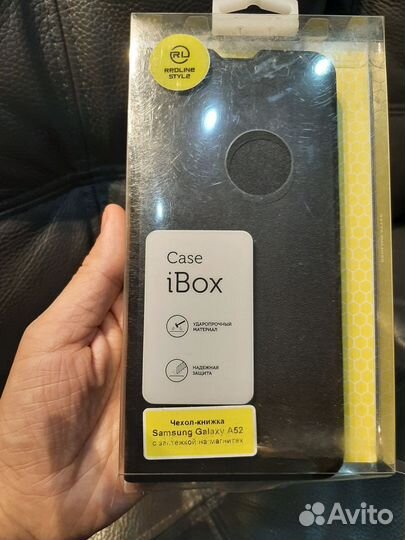 RL
REDLINE
STYLE
Case
iBox
УДАРОПРОЧНЫЙ
МАТЕРИАЛ
НАДЕЖНАЯ
ЗАЩИТА
Чехол-книжка
Samsung Galaxy A52
с застежкой на магнитах
Avito